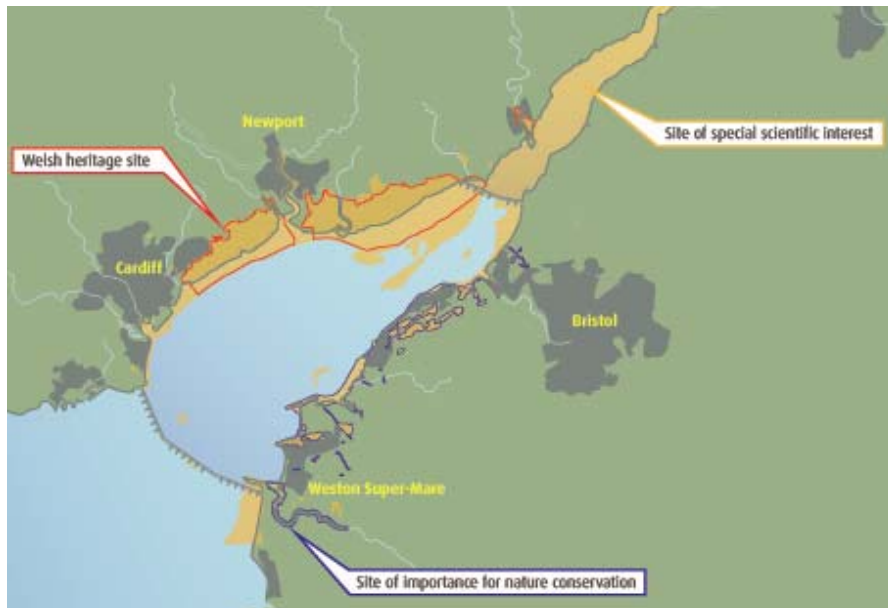 Newport
Site of special scientific interest
Welsh heritage site
Cardiff
Bristol
Weston Super-Mare
Site of importance for nature conservation